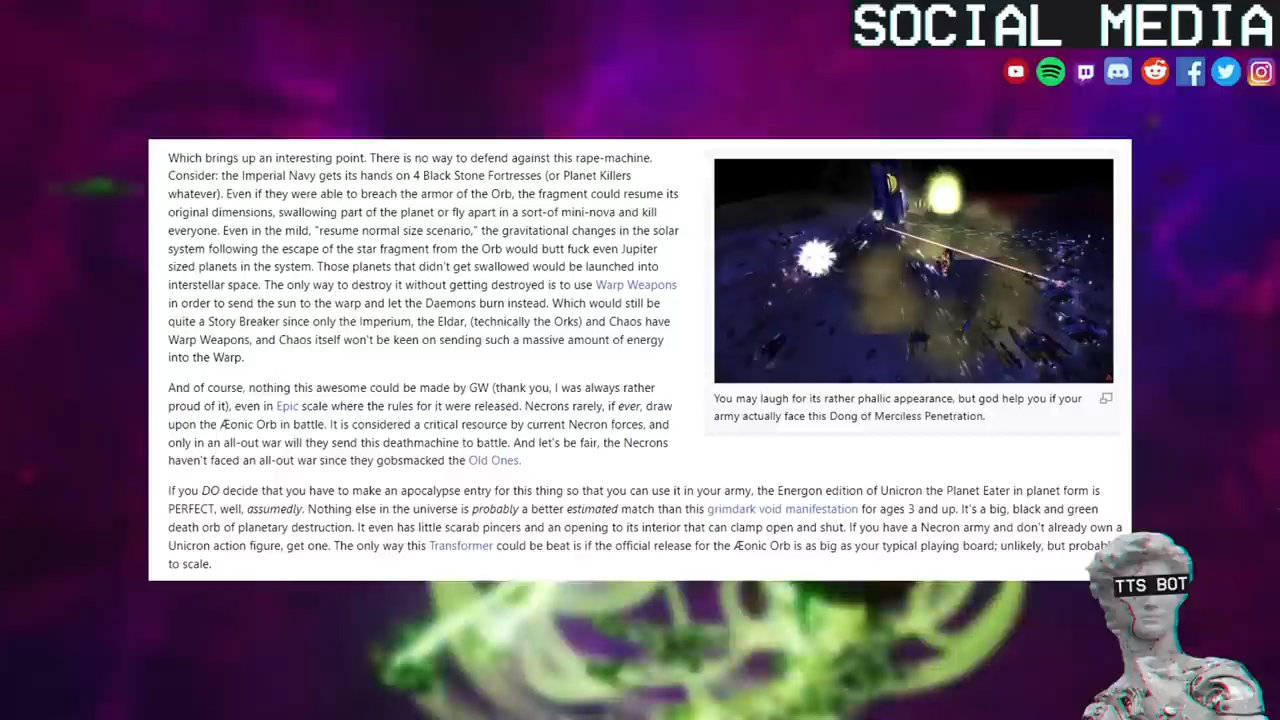 SOCIAL MEDIA
Which brings up an interesting point. There is no way to defend against this rape-machine.
Consider: the Imperial Navy gets its hands on 4 Black Stone Fortresses (or Planet Killers
whatever). Even if they were able to breach the armor of the Orb, the fragment could resume its
original dimensions, swallowing part of the planet or fly apart in a sort-of mini-nova and kill
everyone. Even in the mild, "resume normal size scenario," the gravitational changes in the solar
system following the escape of the star fragment from the Orb would butt fuck even Jupiter
sized planets in the system. Those planets that didn't get swallowed would be launched into
interstellar space. The only way to destroy it without getting destroyed is to use Warp Weapons
in order to send the sun to the warp and let the Daemons burn instead. Which would still be
quite a Story Breaker since only the Imperium, the Eldar, (technically the Orks) and Chaos have
Warp Weapons, and Chaos itself won't be keen on sending such a massive amount of energy
into the Warp.
And of course, nothing this awesome could be made by GW (thank you, I was always rather
proud of it), even in Epic scale where the rules for it were released. Necrons rarely, if ever, draw
upon the Æonic Orb in battle. It is considered a critical resource by current Necron forces, and
only in an all-out war will they send this deathmachine to battle. And let's be fair, the Necrons
haven't faced an all-out war since they gobsmacked the Old Ones.
You may laugh for its rather phallic appearance, but god help you if your
army actually face this Dong of Merciless Penetration.
If you DO decide that you have to make an apocalypse entry for this thing so that you can use it in your army, the Energon edition of Unicron the Planet Eater in planet form is
PERFECT, well, assumedly. Nothing else in the universe is probably a better estimated match than this grimdark void manifestation for ages 3 and up. It's a big, black and green
death orb of planetary destruction. It even has little scarab pincers and an opening to its interior that can clamp open and shut. If you have a Necron army and don't already own a
Unicron action figure, get one. The only way this Transformer could be beat is if the official release for the Æonic Orb is as big as your typical playing board; unlikely, but
to scale.
TTS BOT